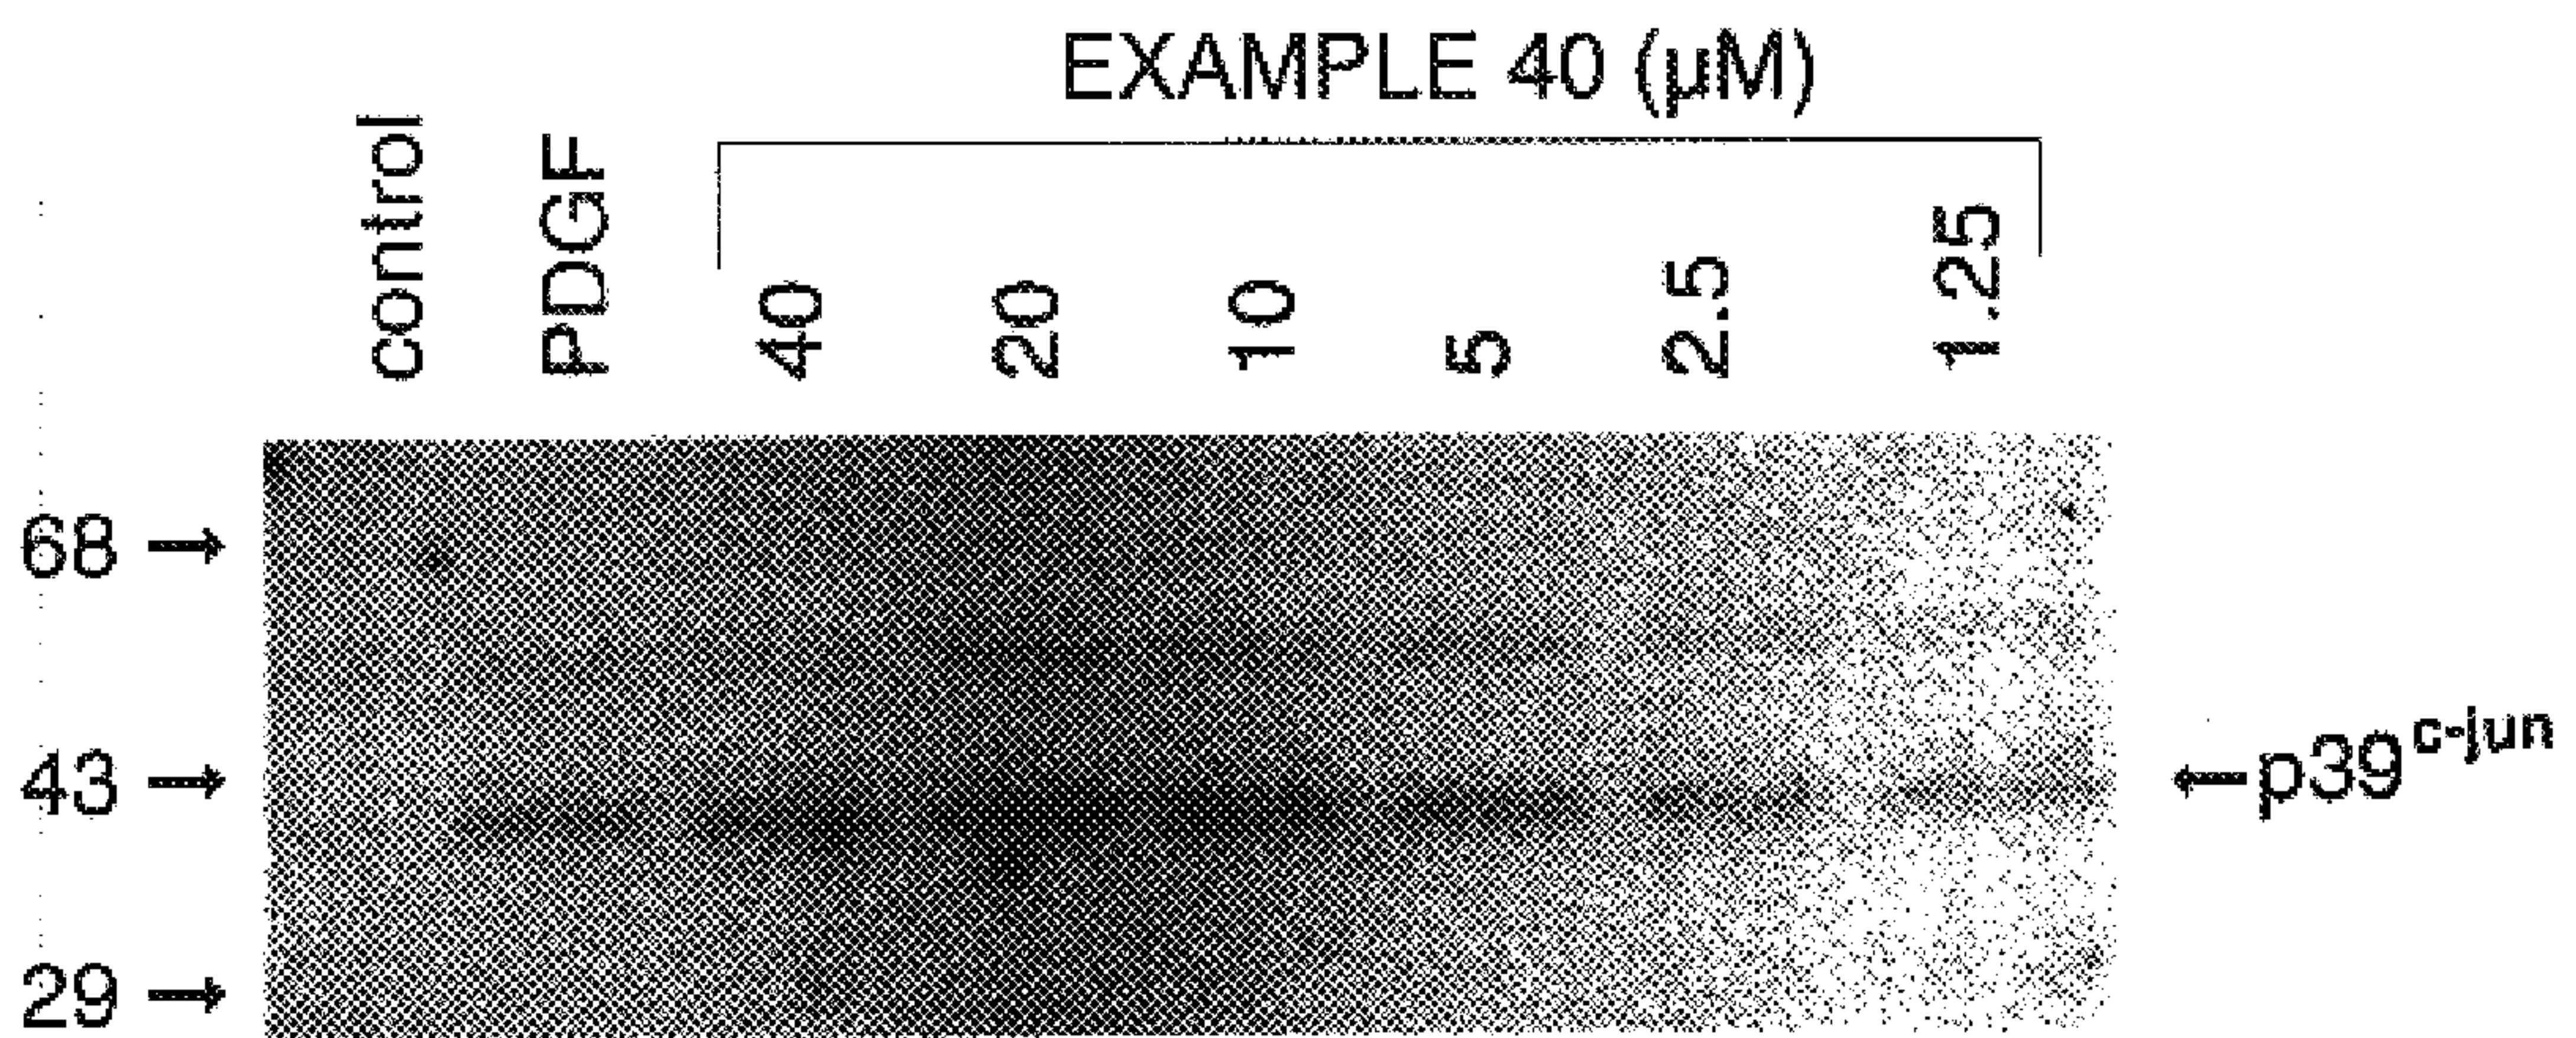 EXAMPLE 40 (µM)
control
PDGF
40
20
10
5
2.5
1.25
68 →
43 →
29 →
←p39c-jun